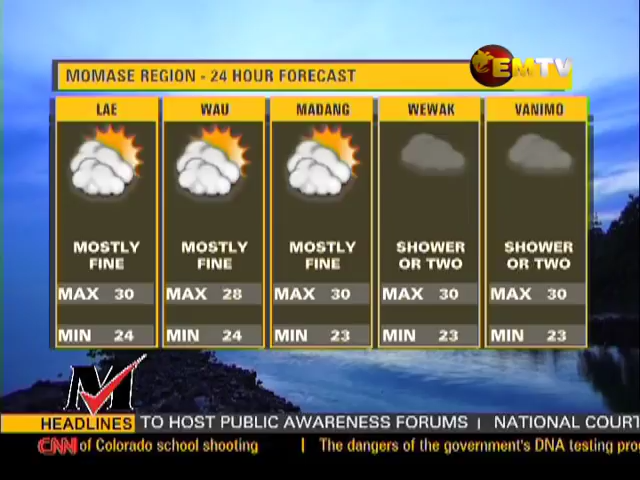 EMTV
MOMASE REGION - 24 HOUR FORECAST
LAE
MOSTLY
FINE
MAX 30
MIN 24
WAU
MOSTLY
FINE
MAX 28
MIN 24
MADANG
MOSTLY
FINE
MAX 30
MIN 23
WEWAK
SHOWER
OR TWO
MAX 30
MIN 23
VANIMO
SHOWER
OR TWO
MAX 30
MIN 23
M
HEADLINES TO HOST PUBLIC AWARENESS FORUMS | NATIONAL COURT
CNN of Colorado school shooting | The dangers of the government's DNA testing pro